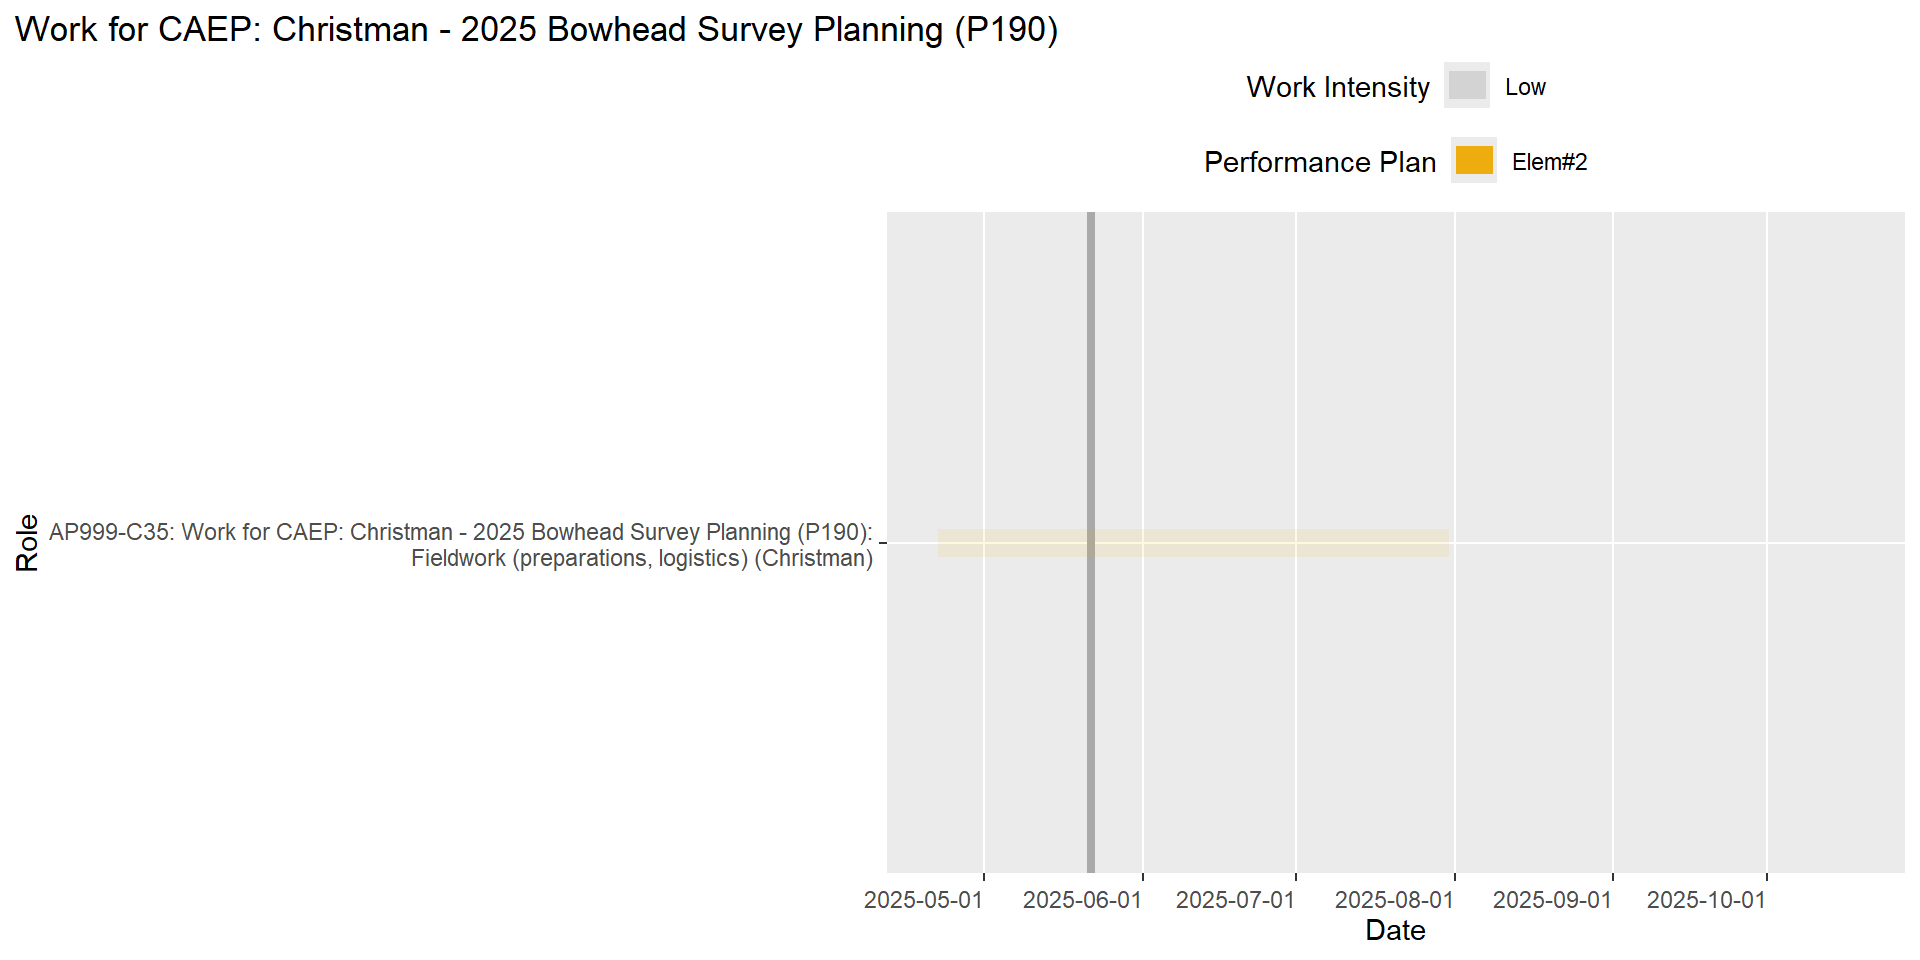 Work for CAEP: Christman - 2025 Bowhead Survey Planning (P190)
Work Intensity Low
Performance Plan Elem#2
Role
AP999-C35: Work for CAEP: Christman - 2025 Bowhead Survey Planning (P190):
Fieldwork (preparations, logistics) (Christman)
2025-05-01 2025-06-01 2025-07-01 2025-08-01 2025-09-01 2025-10-01
Date